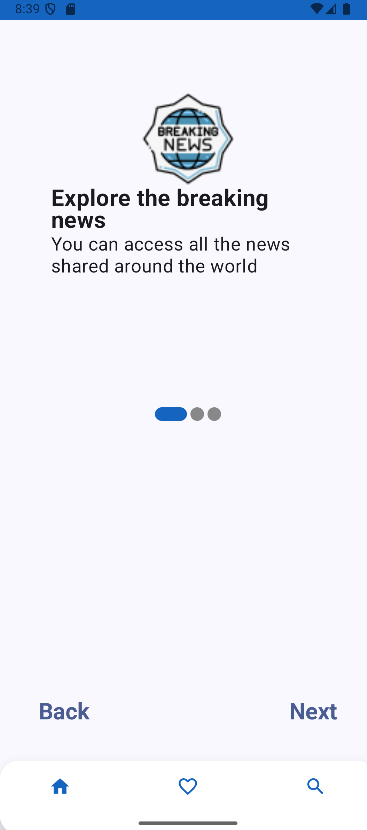 8:39
BREAKING
NEWS
Explore the breaking
news
You can access all the news
shared around the world
Back
Next